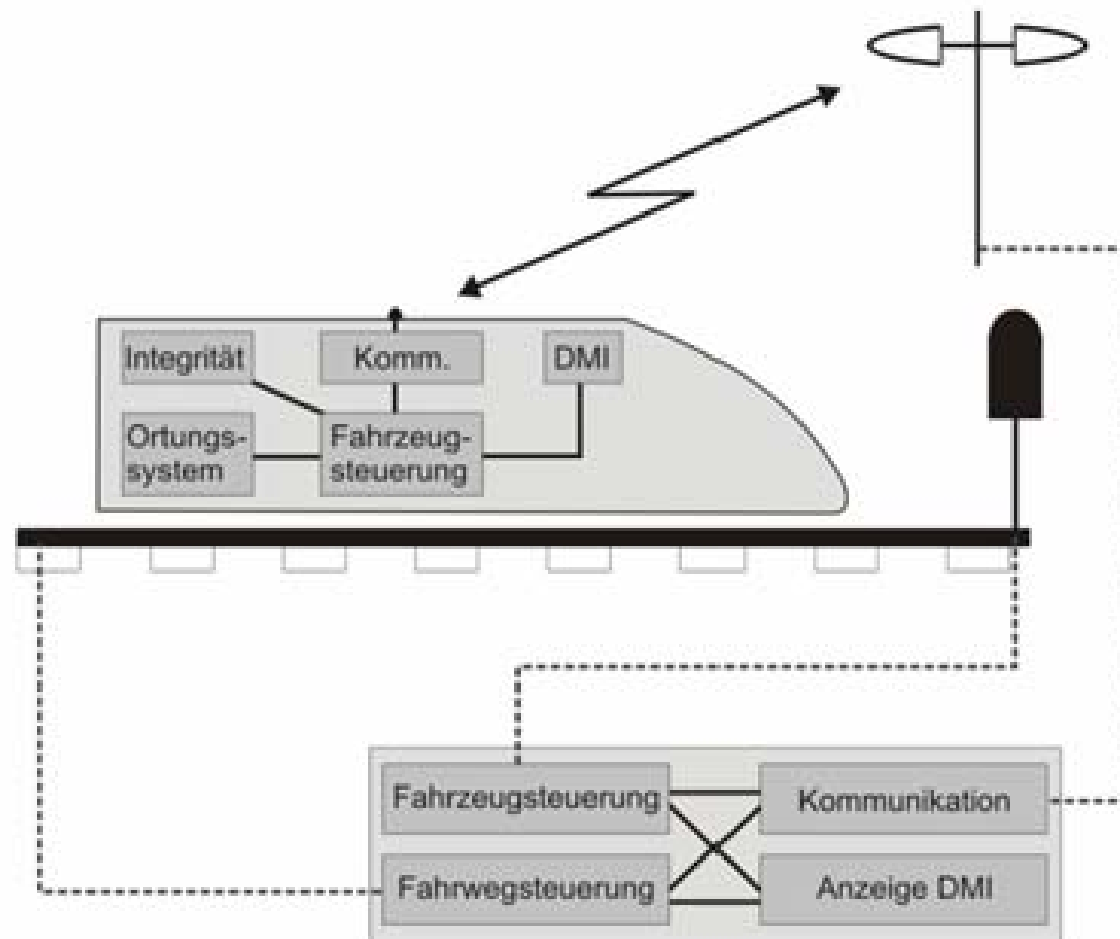 Integrität
Komm.
DMI
Ortungs-
system
Fahrzeug-
steuerung
Fahrzeugsteuerung
Kommunikation
Fahrwegsteuerung
Anzeige DMI